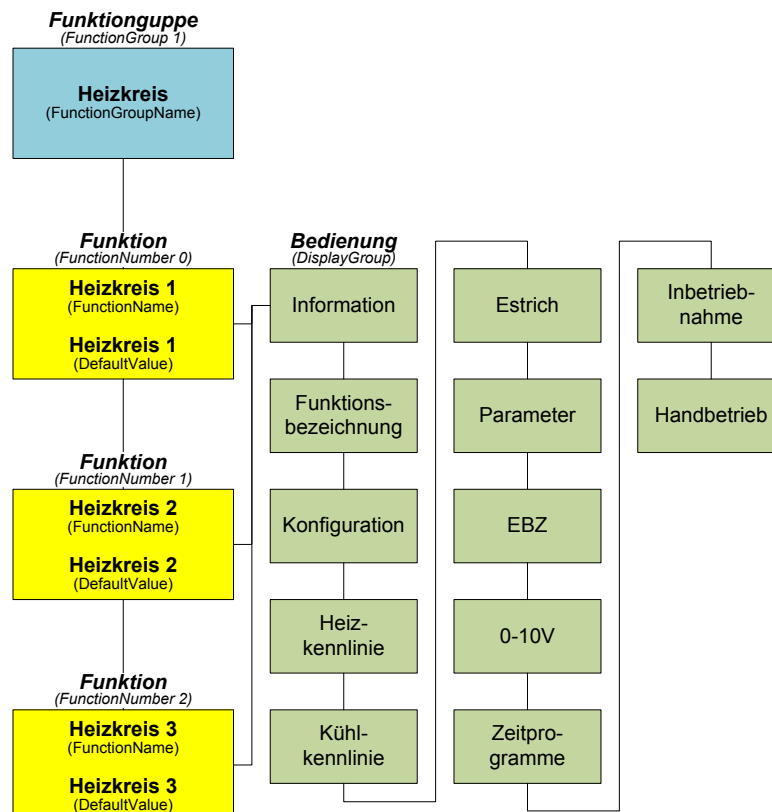 Funktionguppe
(FunctionGroup 1)
Heizkreis
(FunctionGroupName)
Funktion
(FunctionNumber 0)
Heizkreis 1
(FunctionName)
Heizkreis 1
(DefaultValue)
Funktion
(FunctionNumber 1)
Heizkreis 2
(FunctionName)
Heizkreis 2
(DefaultValue)
Funktion
(FunctionNumber 2)
Heizkreis 3
(FunctionName)
Heizkreis 3
(DefaultValue)
Bedienung
(DisplayGroup)
Information
Funktions-
bezeichnung
Konfiguration
Heiz-
kennlinie
Kühl-
kennlinie
Estrich
Parameter
EBZ
0-10V
Zeitpro-
gramme
Inbetrieb-
nahme
Handbetrieb